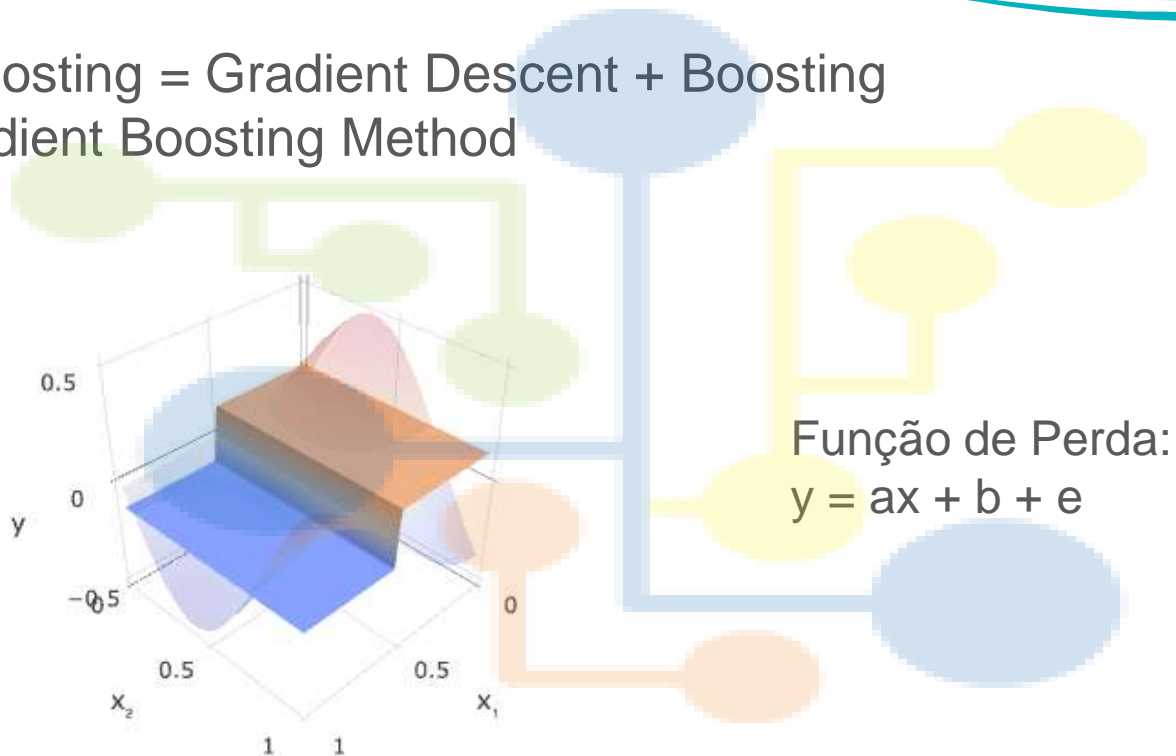 osting = Gradient Descent + Boosting
dient Boosting Method
Função de Perda:
y = ax + b + e
0.5
0
y
−0.5
0
0.5
x₂
1
0
0.5
x₁
1